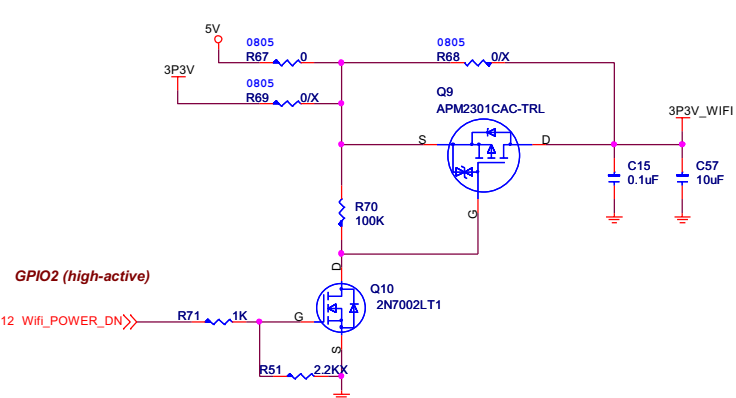 5V
0805
R67 0
0805
R68 0/X
3P3V
0805
R69 0/X
Q9
APM2301CAC-TRL
3P3V_WIFI
S
D
C15
0.1uF
C57
10uF
R70
100K
G
GPIO2 (high-active)
D
Q10
2N7002LT1
12 Wifi_POWER_DN
R71 1K
G
S
R51 2.2KX